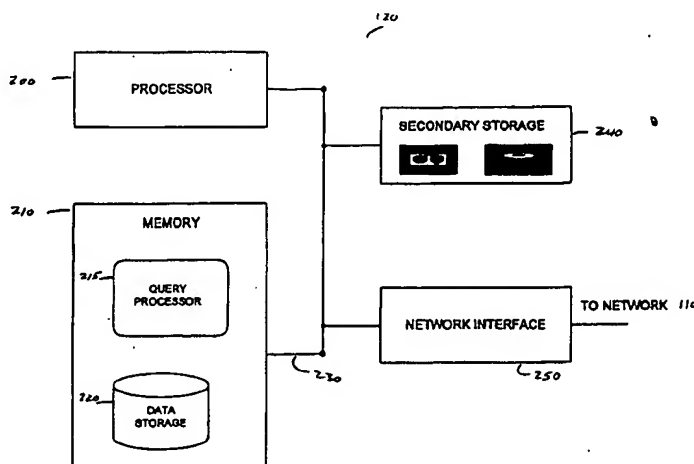 120
200
PROCESSOR
SECONDARY STORAGE
240
210
MEMORY
215
QUERY
PROCESSOR
TO NETWORK 110
NETWORK INTERFACE
230
250
220
DATA
STORAGE